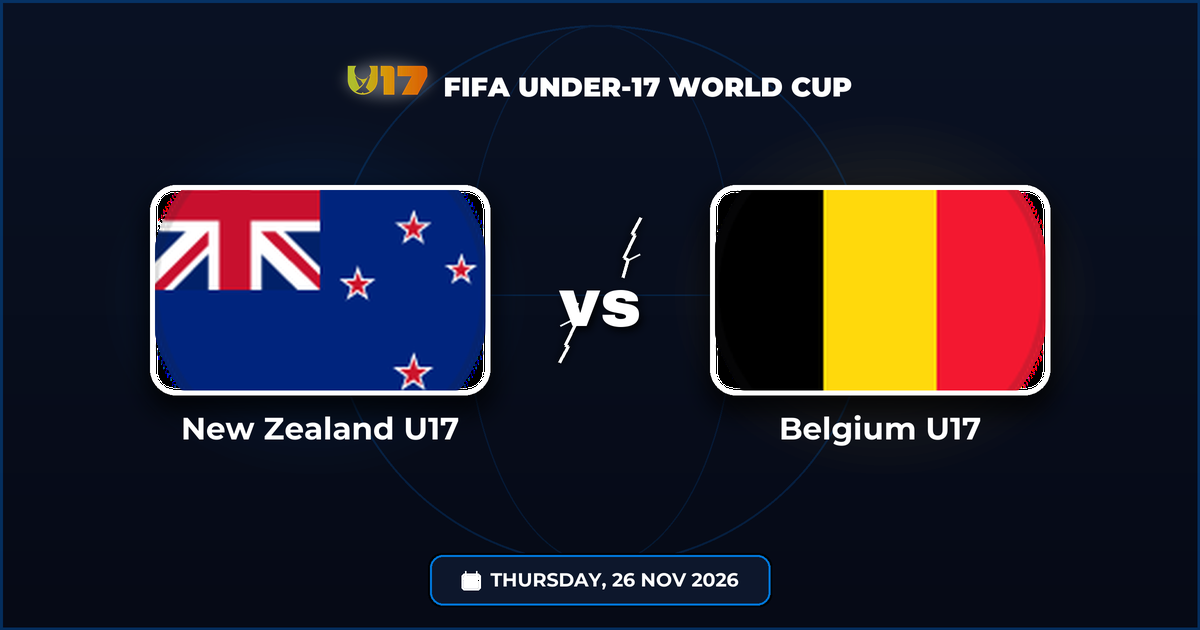 U17 FIFA UNDER-17 WORLD CUP
VS
New Zealand U17
Belgium U17
THURSDAY, 26 NOV 2026